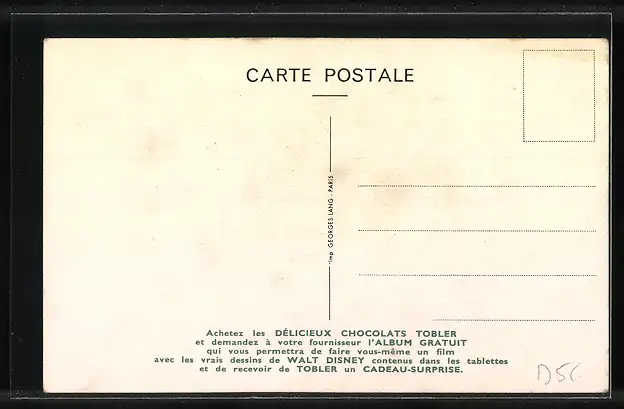 CARTE POSTALE
Imp GEORGES LANG - PARIS
Achetez les DÉLICIEUX CHOCOLATS TOBLER
et demandez à votre fournisseur l'ALBUM GRATUIT
qui vous permettra de faire vous-même un film
avec les vrais dessins de WALT DISNEY contenus dans les tablettes
et de recevoir de TOBLER un CADEAU-SURPRISE.